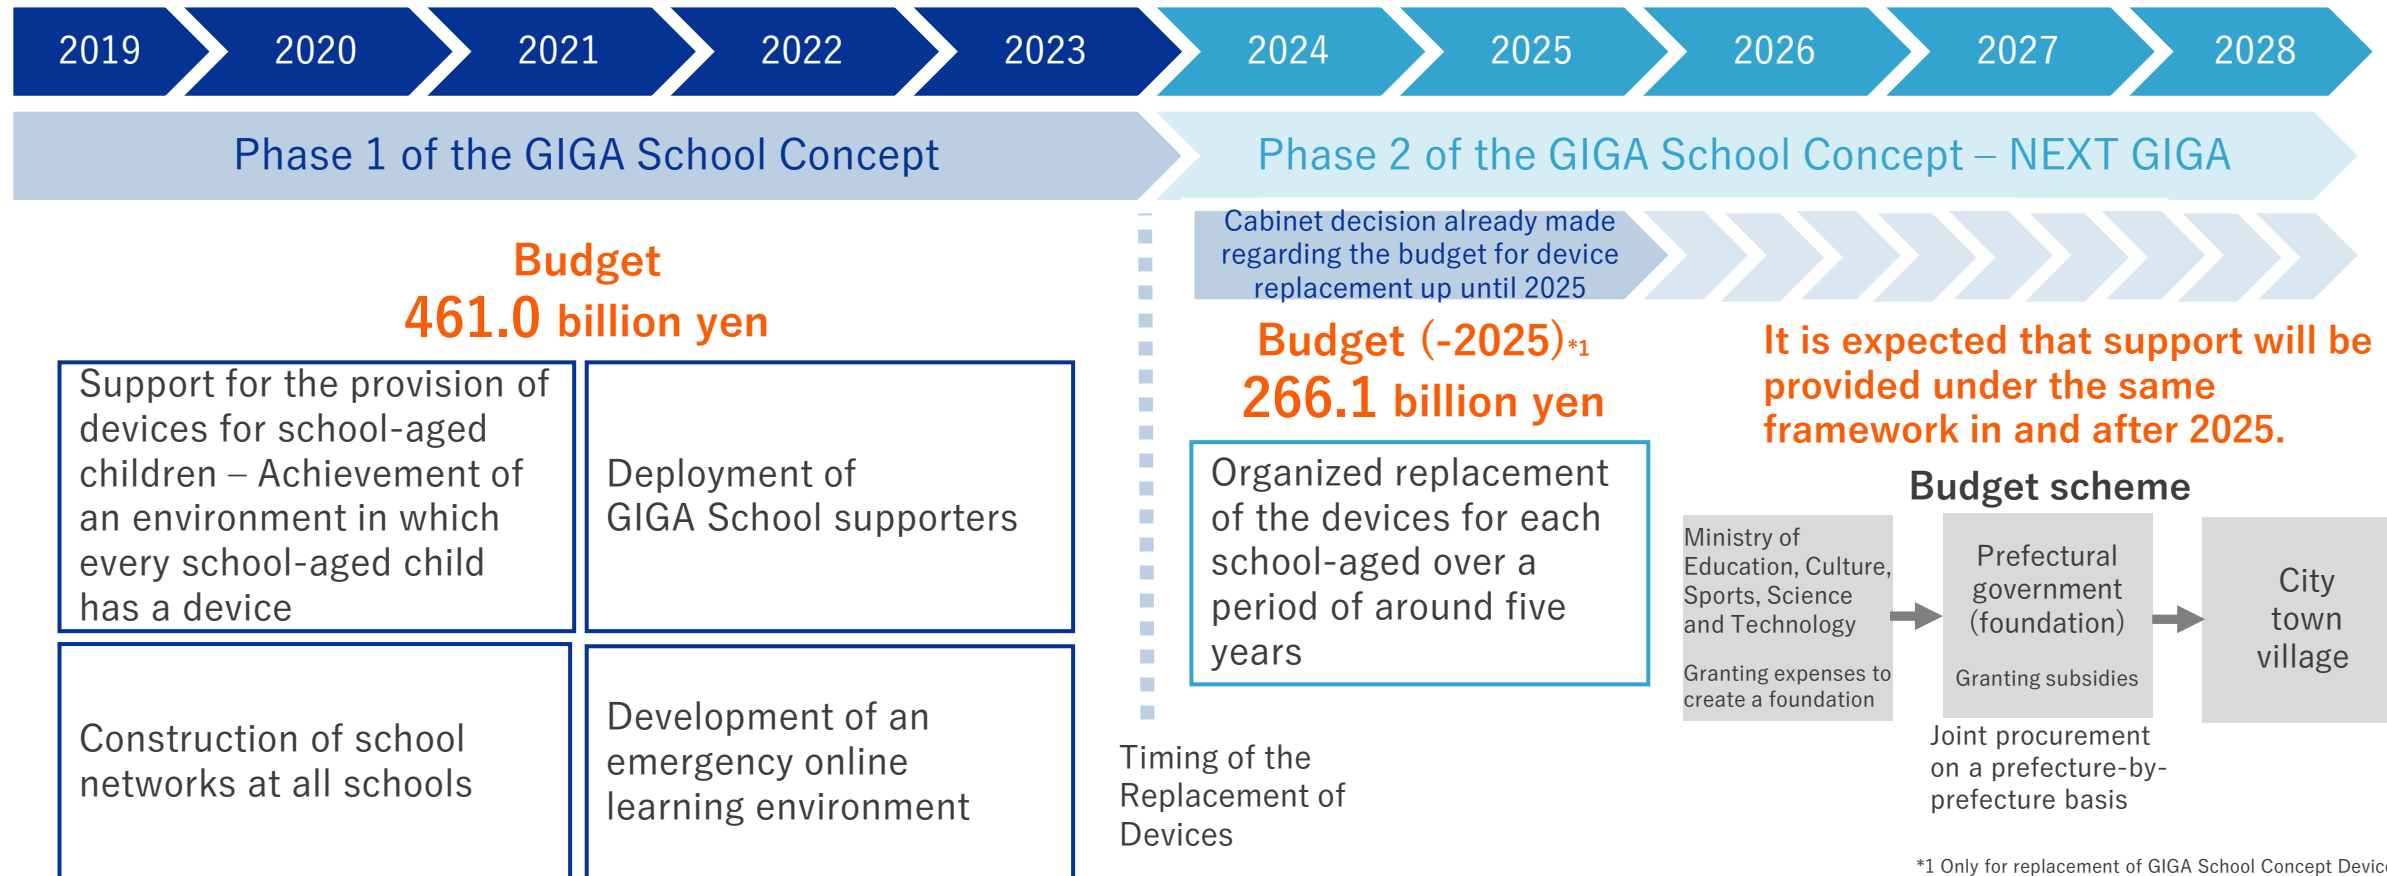 2019
2020
2021
2022
2023
2024
2025
2026
2027
2028
Phase 1 of the GIGA School Concept
Phase 2 of the GIGA School Concept – NEXT GIGA
Budget
461.0 billion yen
Support for the provision of
devices for school-aged
children – Achievement of
an environment in which
every school-aged child
has a device
Deployment of
GIGA School supporters
Construction of school
networks at all schools
Development of an
emergency online
learning environment
Timing of the
Replacement of
Devices
Cabinet decision already made
regarding the budget for device
replacement up until 2025
Budget (-2025)*1
266.1 billion yen
Organized replacement
of the devices for each
school-aged over a
period of around five
years
It is expected that support will be
provided under the same
framework in and after 2025.
Budget scheme
Ministry of
Education, Culture,
Sports, Science
and Technology
Granting expenses to
create a foundation
Prefectural
government
(foundation)
Granting subsidies
City
town
village
Joint procurement
on a prefecture-by-
prefecture basis
*1 Only for replacement of GIGA School Concept Device